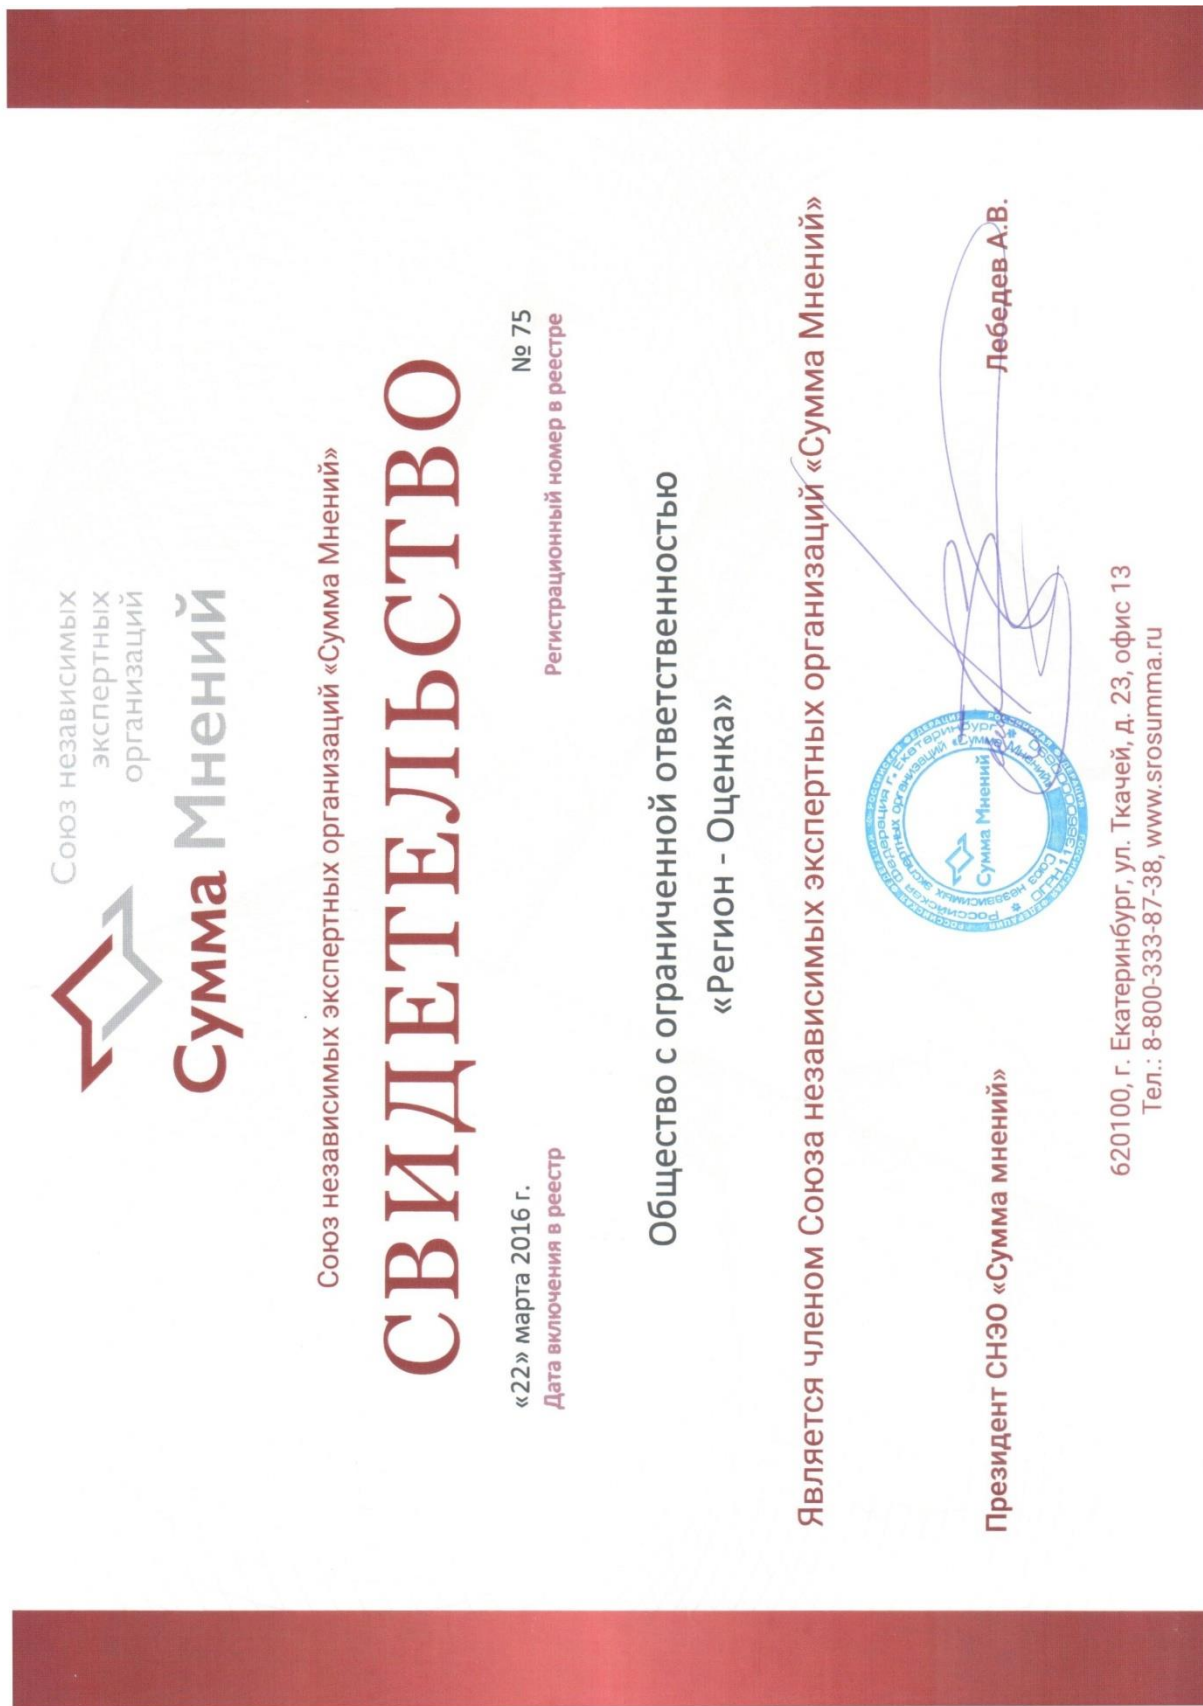 Союз независимых
экспертных
организаций
Сумма Мнений
Союз независимых экспертных организаций «Сумма Мнений»
СВИДЕТЕЛЬСТВО
«22» марта 2016 г.
Дата включения в реестр
№ 75
Регистрационный номер в реестре
Общество с ограниченной ответственностью
«Регион - Оценка»
Является членом Союза независимых экспертных организаций «Сумма Мнений»
Президент СНЭО «Сумма мнений»
Сумма Мнений
Лебедев А.В.
620100, г. Екатеринбург, ул. Ткачей, д. 23, офис 13
Тел.: 8-800-333-87-38, www.srosumma.ru